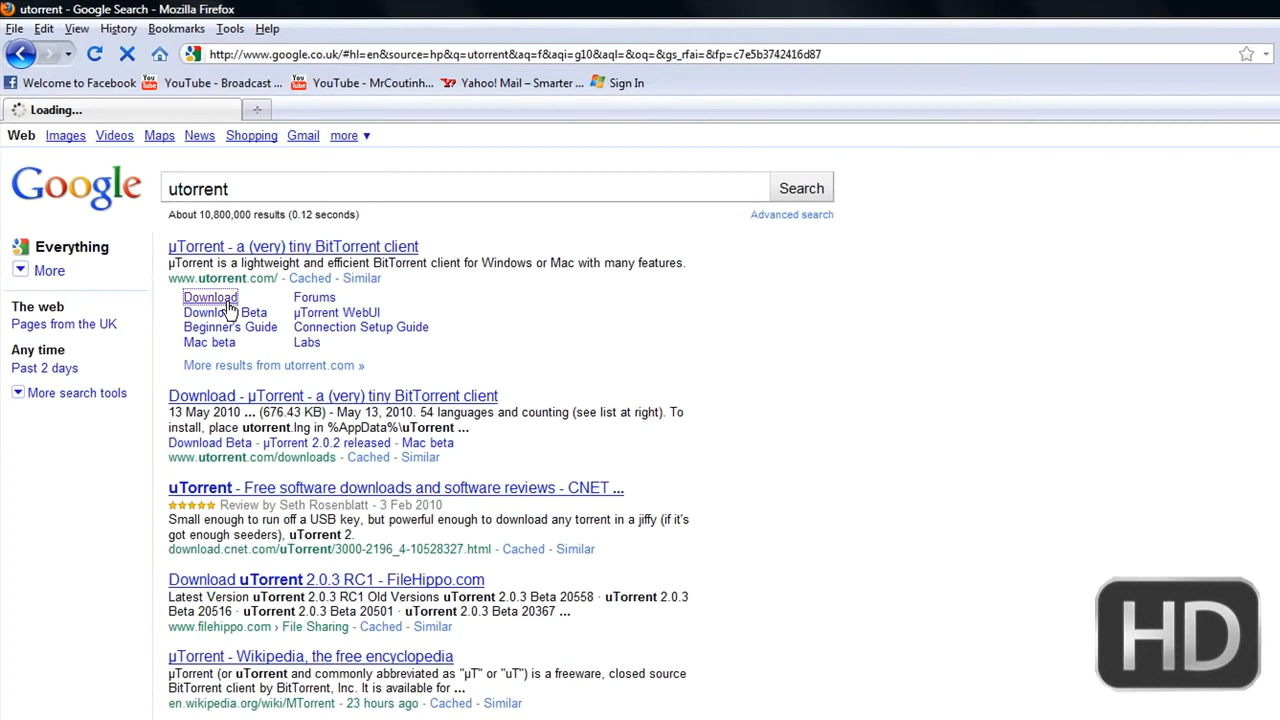 utorrent - Google Search - Mozilla Firefox
File Edit View History Bookmarks Tools Help
http://www.google.co.uk/#hl=en&source=hp&q=utorrent&aq=f&aqi=g10&aql=&oq=&gs_rfai=&fp=c7e5b3742416d87
Welcome to Facebook YouTube - Broadcast ... YouTube - MrCoutinh... Yahoo! Mail – Smarter ... Sign In
Loading...
Web Images Videos Maps News Shopping Gmail more ▼
Google utorrent Search
About 10,800,000 results (0.12 seconds) Advanced search
Everything
More
The web
Pages from the UK
Any time
Past 2 days
More search tools
µTorrent - a (very) tiny BitTorrent client
µTorrent is a lightweight and efficient BitTorrent client for Windows or Mac with many features.
www.utorrent.com/ - Cached - Similar
Download Forums
Download Beta µTorrent WebUI
Beginner's Guide Connection Setup Guide
Mac beta Labs
More results from utorrent.com »
Download - µTorrent - a (very) tiny BitTorrent client
13 May 2010 ... (676.43 KB) - May 13, 2010. 54 languages and counting (see list at right). To
install, place utorrent.lng in %AppData%\uTorrent ...
Download Beta - µTorrent 2.0.2 released - Mac beta
www.utorrent.com/downloads - Cached - Similar
uTorrent - Free software downloads and software reviews - CNET ...
Review by Seth Rosenblatt - 3 Feb 2010
Small enough to run off a USB key, but powerful enough to download any torrent in a jiffy (if it's
got enough seeders), uTorrent 2.
download.cnet.com/uTorrent/3000-2196_4-10528327.html - Cached - Similar
Download uTorrent 2.0.3 RC1 - FileHippo.com
Latest Version uTorrent 2.0.3 RC1 Old Versions uTorrent 2.0.3 Beta 20558 · uTorrent 2.0.3
Beta 20516 · uTorrent 2.0.3 Beta 20501 · uTorrent 2.0.3 Beta 20367 ...
www.filehippo.com › File Sharing - Cached - Similar
µTorrent - Wikipedia, the free encyclopedia
µTorrent (or uTorrent and commonly abbreviated as "µT" or "uT") is a freeware, closed source
BitTorrent client by BitTorrent, Inc. It is available for ...
en.wikipedia.org/wiki/MTorrent - 23 hours ago - Cached - Similar
HD